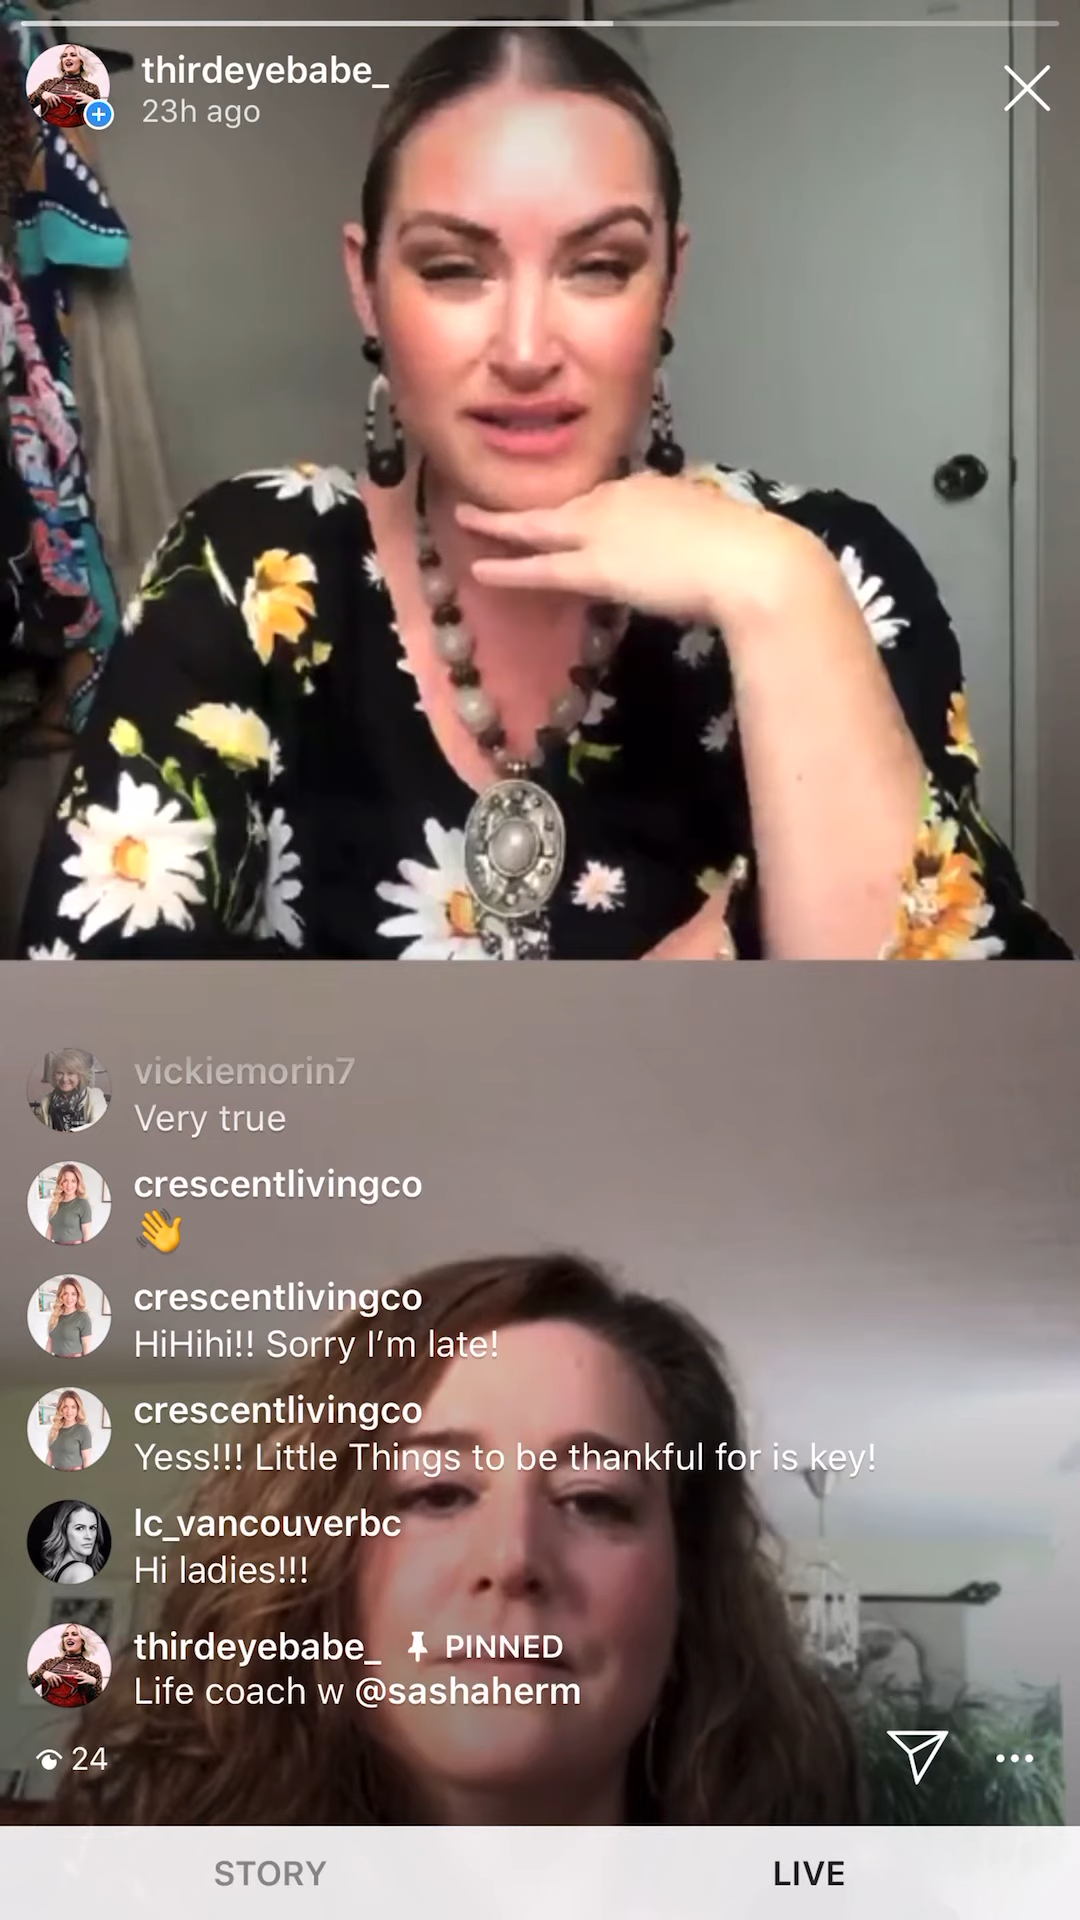 thirdeyebabe_
23h ago
vickiemorin7
Very true
crescentlivingco
👋
crescentlivingco
HiHihi!! Sorry I'm late!
crescentlivingco
Yess!!! Little Things to be thankful for is key!
lc_vancouverbc
Hi ladies!!!
thirdeyebabe_ PINNED
Life coach w @sashaherm
24
STORY LIVE